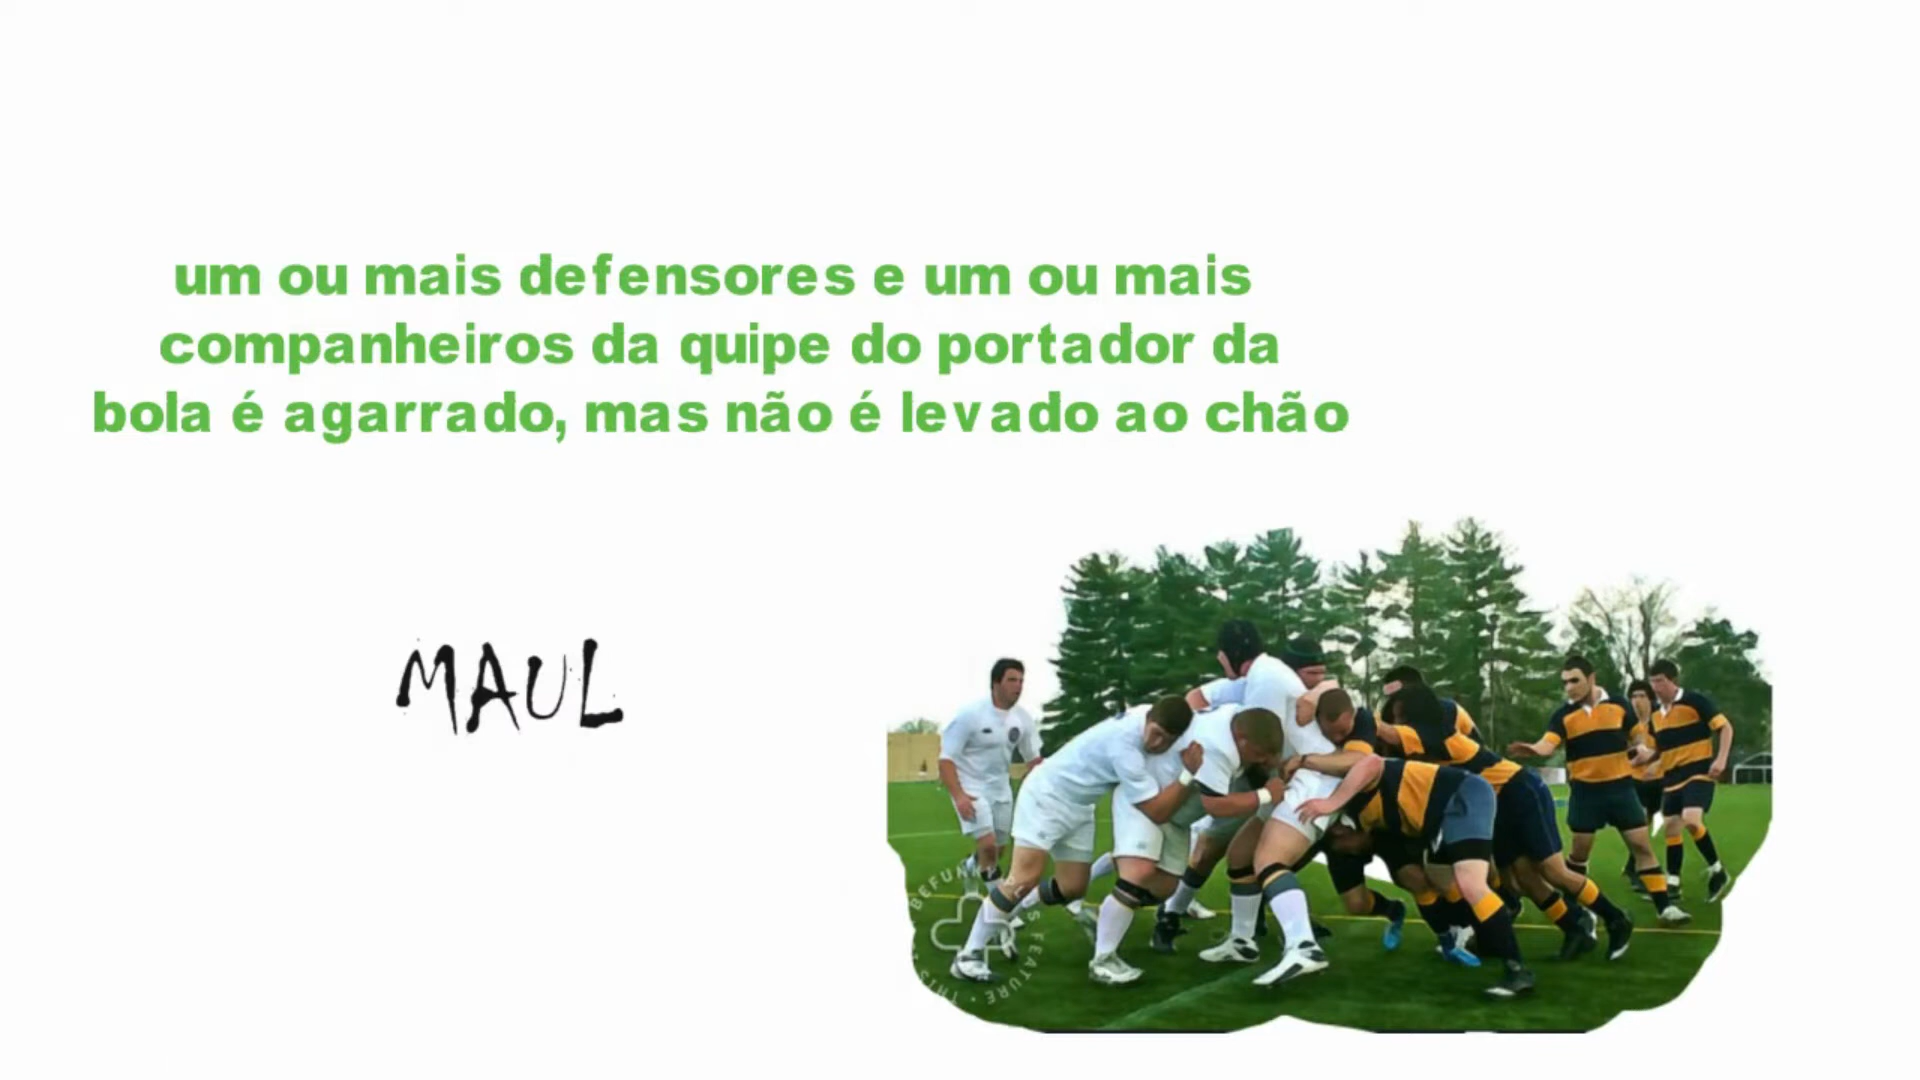 um ou mais defensores e um ou mais
companheiros da quipe do portador da
bola é agarrado, mas não é levado ao chão
MAUL